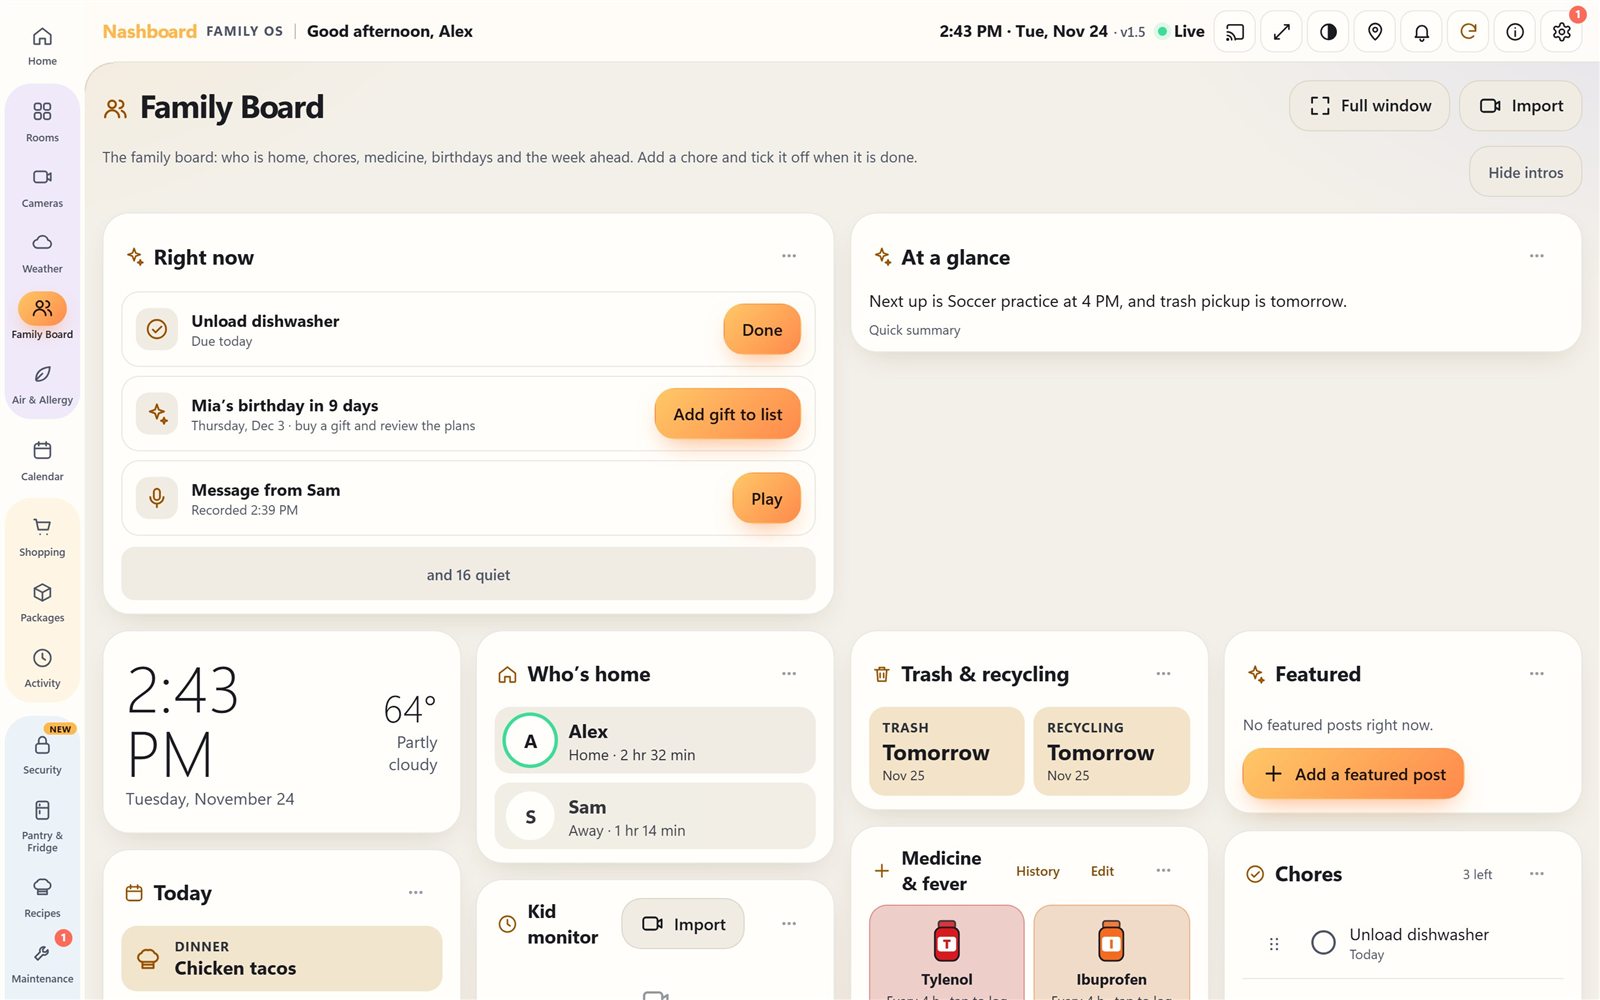 Nashboard FAMILY OS Good afternoon, Alex
2:43 PM · Tue, Nov 24 · v1.5 Live
1
Home
Rooms
Cameras
Weather
Family Board
Air & Allergy
Calendar
Shopping
Packages
Activity
NEW
Security
Pantry &
Fridge
Recipes
1
Maintenance
Family Board
Full window
Import
The family board: who is home, chores, medicine, birthdays and the week ahead. Add a chore and tick it off when it is done.
Hide intros
Right now
Unload dishwasher
Due today
Done
Mia's birthday in 9 days
Thursday, Dec 3 · buy a gift and review the plans
Add gift to list
Message from Sam
Recorded 2:39 PM
Play
and 16 quiet
At a glance
Next up is Soccer practice at 4 PM, and trash pickup is tomorrow.
Quick summary
2:43
PM
64°
Partly
cloudy
Tuesday, November 24
Who's home
A
Alex
Home · 2 hr 32 min
S
Sam
Away · 1 hr 14 min
Trash & recycling
TRASH
Tomorrow
Nov 25
RECYCLING
Tomorrow
Nov 25
Featured
No featured posts right now.
Add a featured post
Today
DINNER
Chicken tacos
Kid
monitor
Import
Medicine
& fever
History
Edit
T
Tylenol
I
Ibuprofen
Chores
3 left
Unload dishwasher
Today